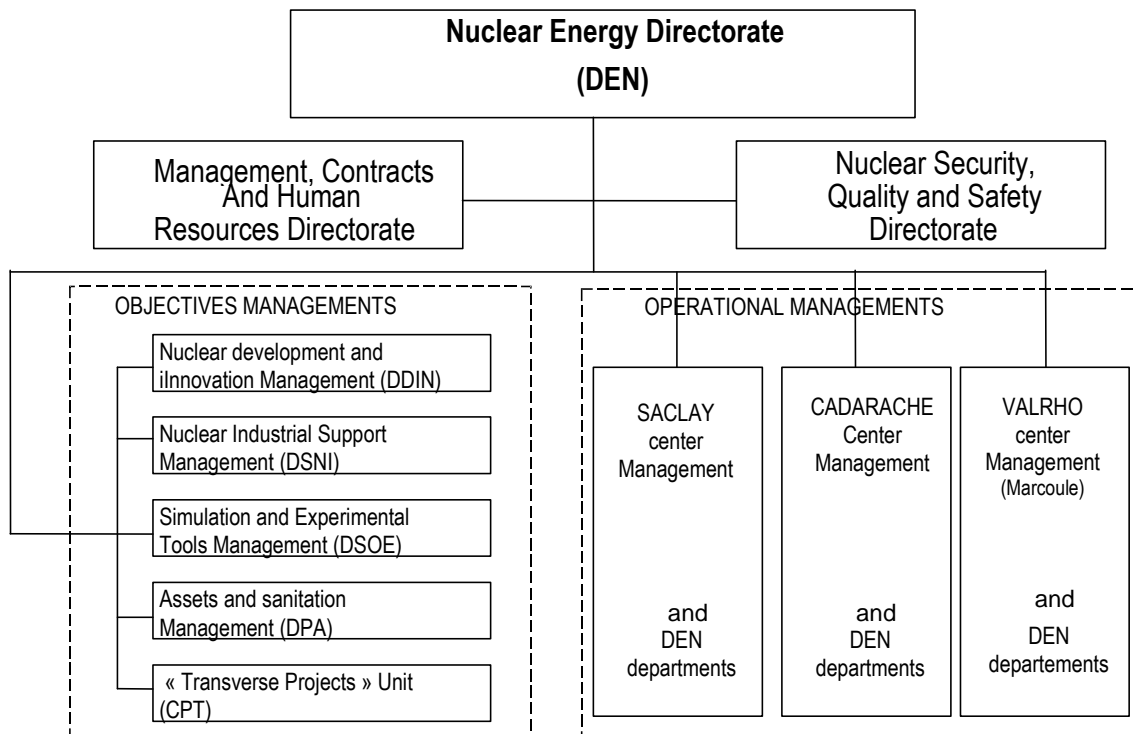 Nuclear Energy Directorate
(DEN)
Management, Contracts
And Human
Resources Directorate
Nuclear Security,
Quality and Safety
Directorate
OBJECTIVES MANAGEMENTS
Nuclear development and
iInnovation Management (DDIN)
Nuclear Industrial Support
Management (DSNI)
Simulation and Experimental
Tools Management (DSOE)
Assets and sanitation
Management (DPA)
« Transverse Projects » Unit
(CPT)
OPERATIONAL MANAGEMENTS
SACLAY
center
Management
and
DEN
departments
CADARACHE
Center
Management
and
DEN
departments
VALRHO
center
Management
(Marcoule)
and
DEN
departements